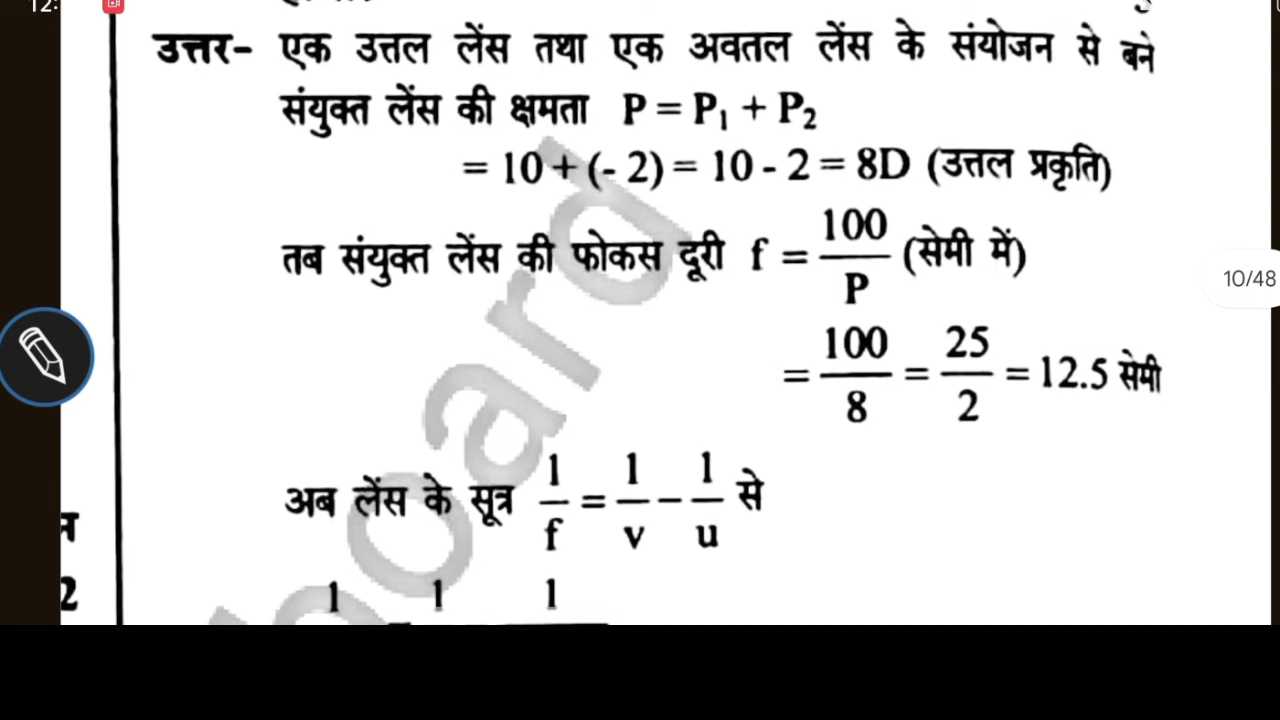 12:
उत्तर- एक उत्तल लेंस तथा एक अवतल लेंस के संयोजन से बने
संयुक्त लेंस की क्षमता P = P₁ + P₂
= 10 + (- 2) = 10 - 2 = 8D (उत्तल प्रकृति)
तब संयुक्त लेंस की फोकस दूरी f = 100/P (सेमी में)
10/48
= 100/8 = 25/2 = 12.5 सेमी
अब लेंस के सूत्र 1/f = 1/v − 1/u से
न
2
1 1 1
board